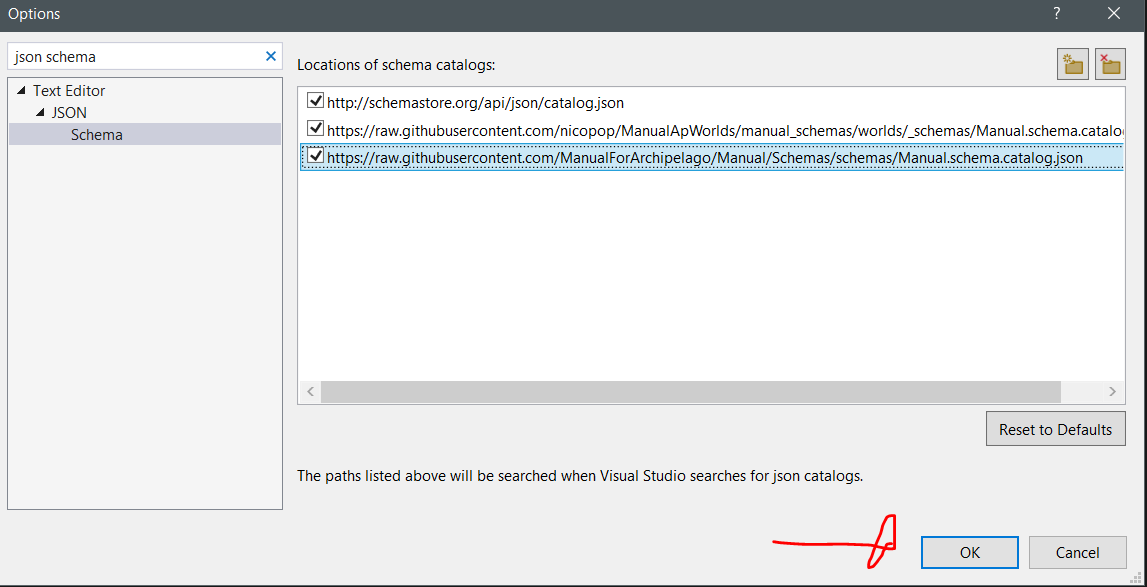 Options
?
json schema
Text Editor
JSON
Schema
Locations of schema catalogs:
http://schemastore.org/api/json/catalog.json
https://raw.githubusercontent.com/nicopop/ManualApWorlds/manual_schemas/worlds/_schemas/Manual.schema.catalo
https://raw.githubusercontent.com/ManualForArchipelago/Manual/Schemas/schemas/Manual.schema.catalog.json
Reset to Defaults
The paths listed above will be searched when Visual Studio searches for json catalogs.
OK
Cancel